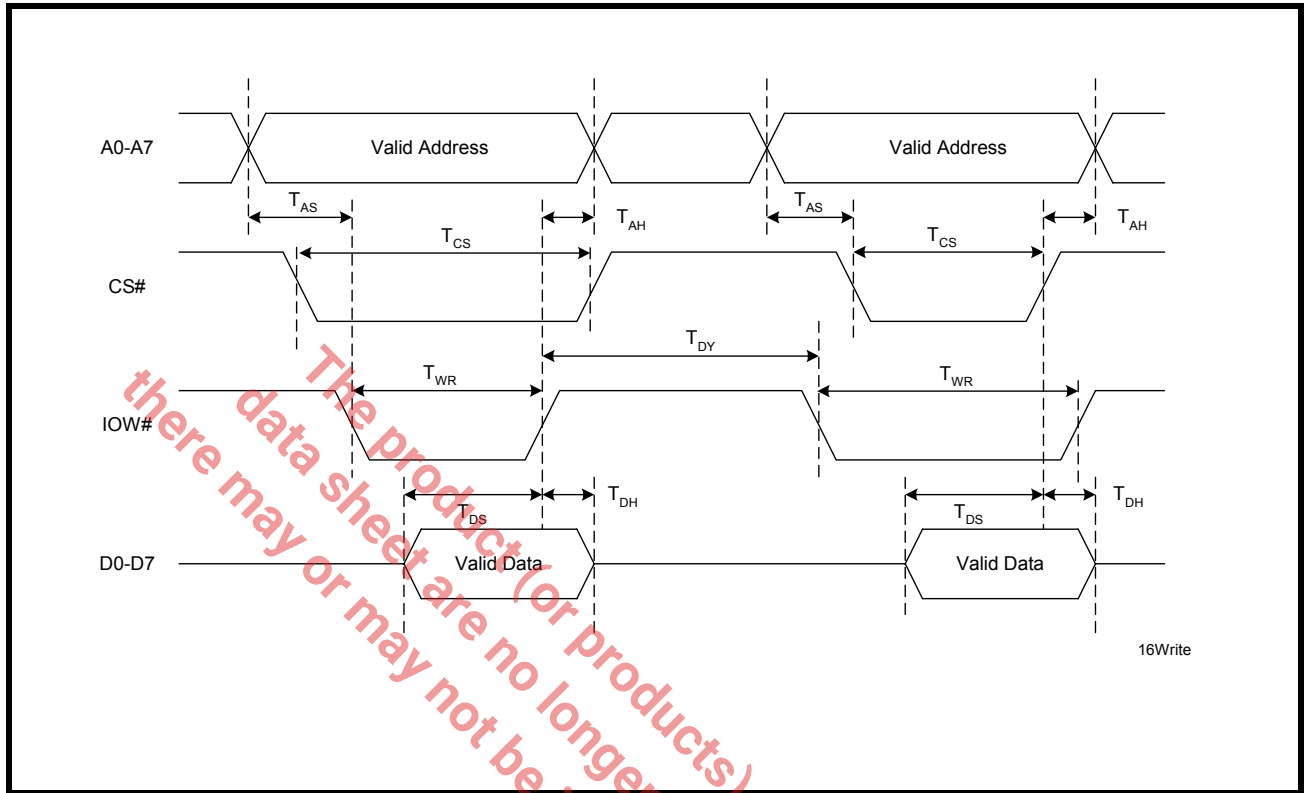 A0-A7
Valid Address
Valid Address
TAS
TAH
TAS
TAH
CS#
TCS
TCS
TDY
IOW#
TWR
TWR
D0-D7
TDS
TDH
TDS
TDH
Valid Data
Valid Data
16Write
The product (or products)
data sheet are no longer
there may or may not be